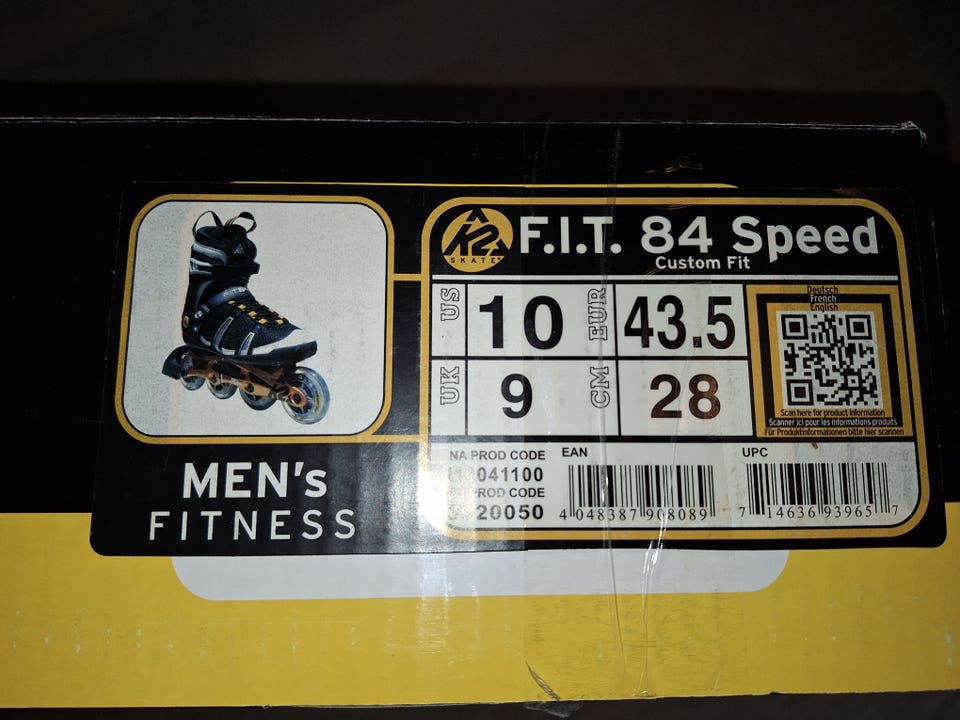 K2
SKATE
F.I.T. 84 Speed
Custom Fit
US 10 EUR 43.5
UK 9 CM 28
Deutsch
French
English
Scan here for product information
Scanner ici pour les informations produits
Für Produktinformationen bitte hier scannen
MEN's
FITNESS
NA PROD CODE
041100
PROD CODE
20050
EAN
4 048387 908089
UPC
7 14636 93965 7